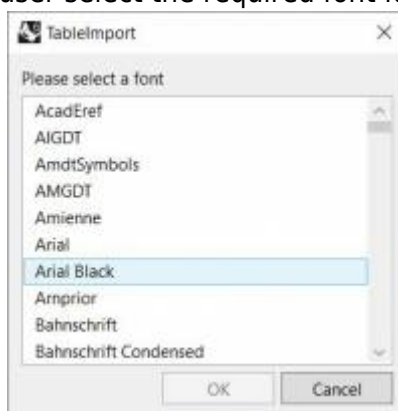 user select the required font f
TableImport
Please select a font
AcadEref
AIGDT
AmdtSymbols
AMGDT
Amienne
Arial
Arial Black
Arnprior
Bahnschrift
Bahnschrift Condensed
OK Cancel